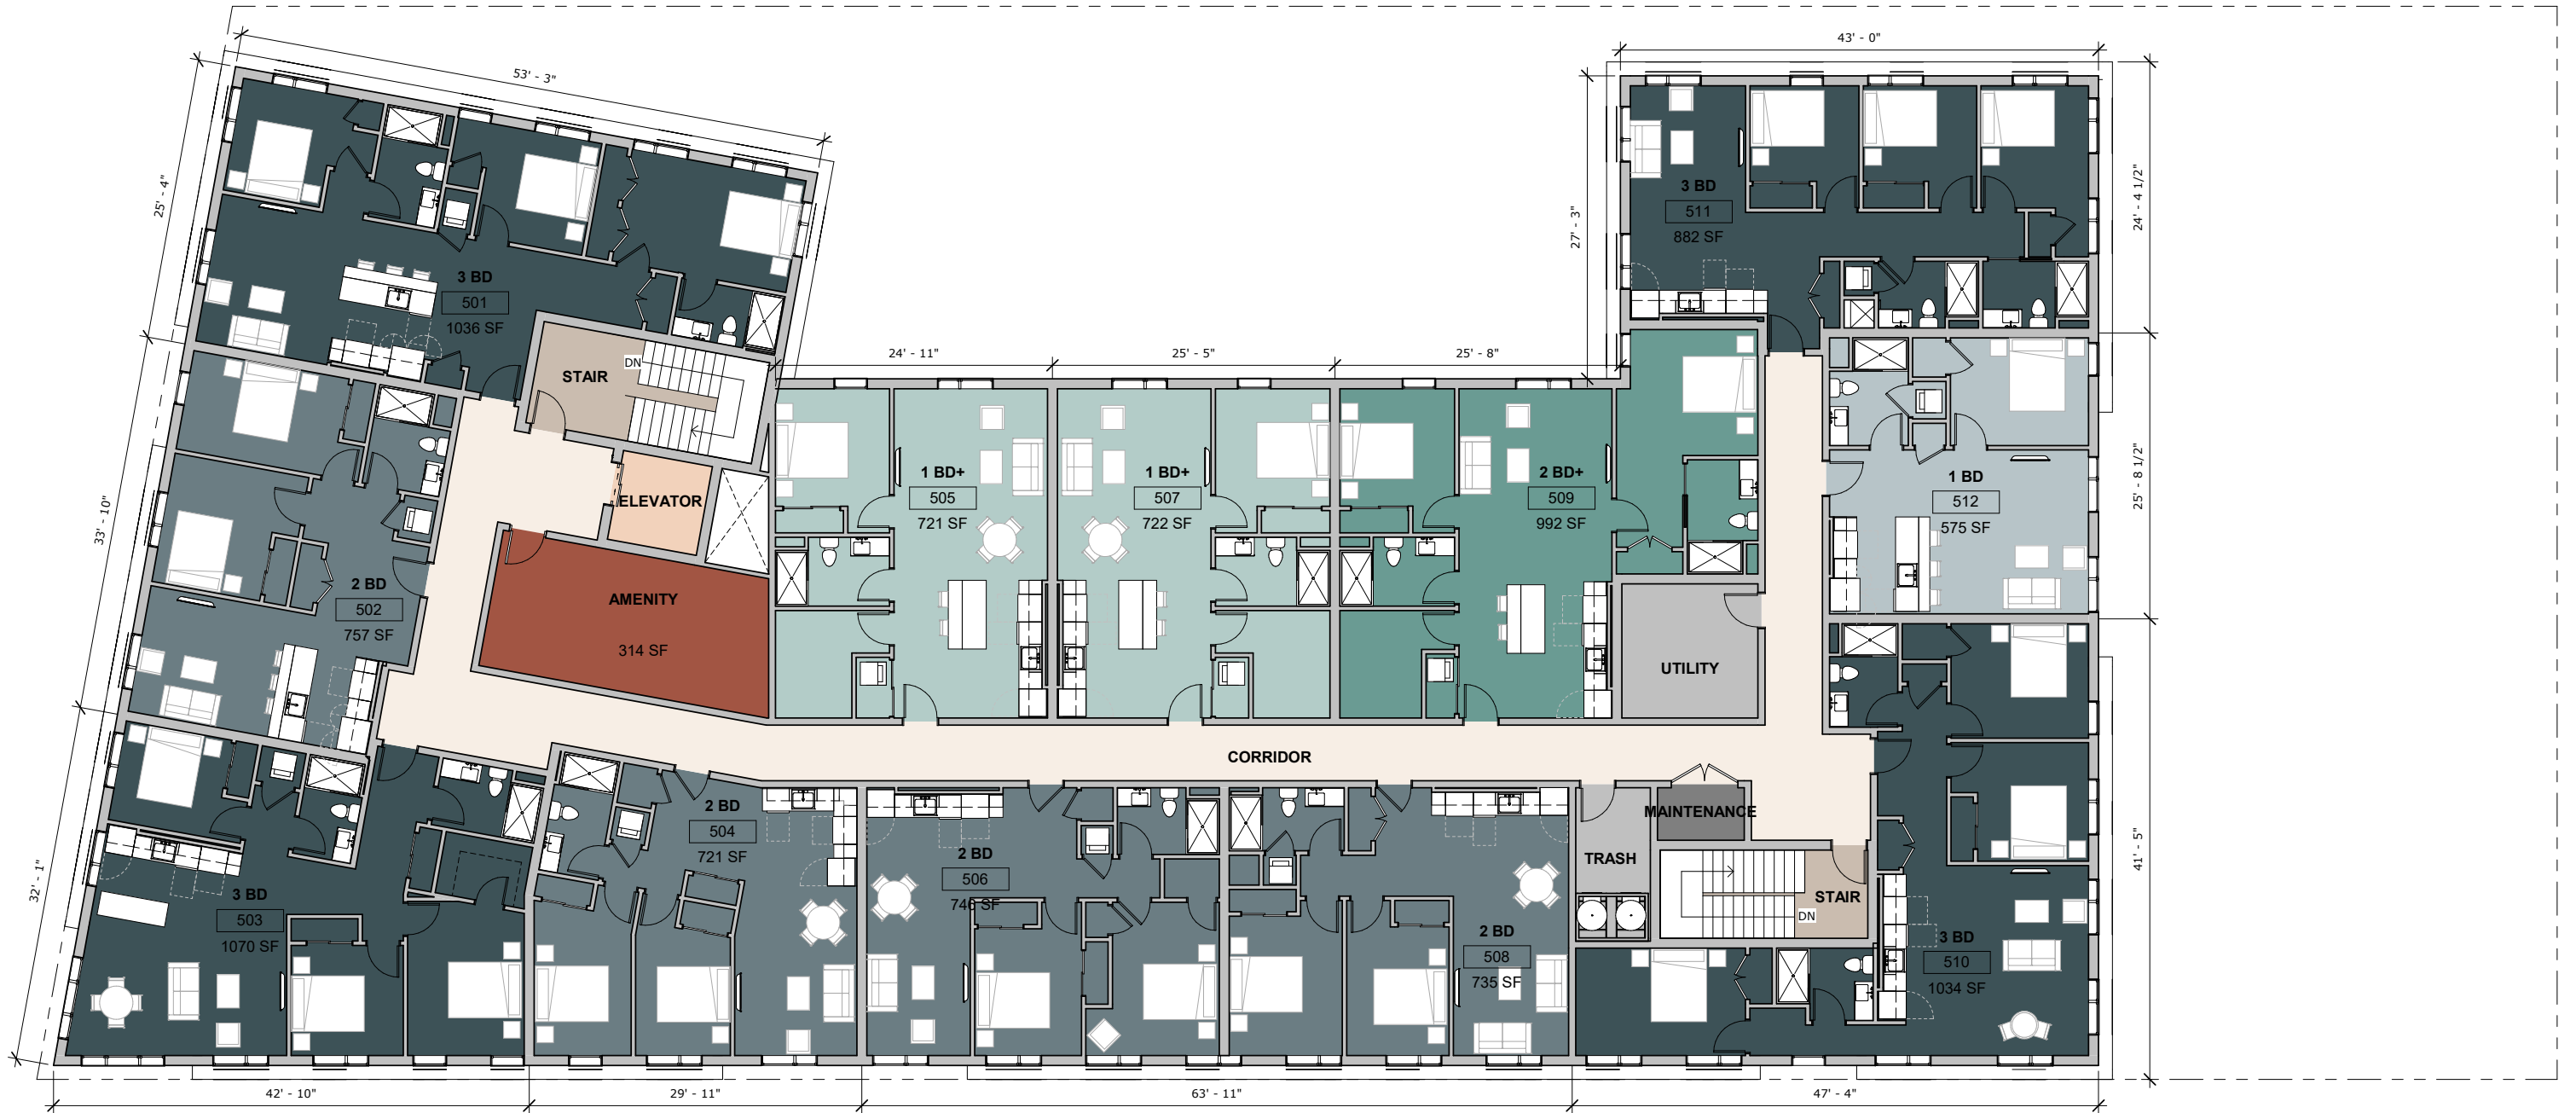 43' - 0"
53' - 3"
25' - 4"
27' - 3"
24' - 4 1/2"
3 BD
511
882 SF
3 BD
501
1036 SF
24' - 11"
25' - 5"
25' - 8"
DN
STAIR
33' - 10"
25' - 8 1/2"
ELEVATOR
1 BD+
505
721 SF
1 BD+
507
722 SF
2 BD+
509
992 SF
1 BD
512
575 SF
2 BD
502
757 SF
AMENITY
314 SF
UTILITY
CORRIDOR
32' - 1"
41' - 5"
3 BD
503
1070 SF
2 BD
504
721 SF
2 BD
506
746 SF
2 BD
508
735 SF
MAINTENANCE
TRASH
STAIR
DN
3 BD
510
1034 SF
42' - 10"
29' - 11"
63' - 11"
47' - 4"